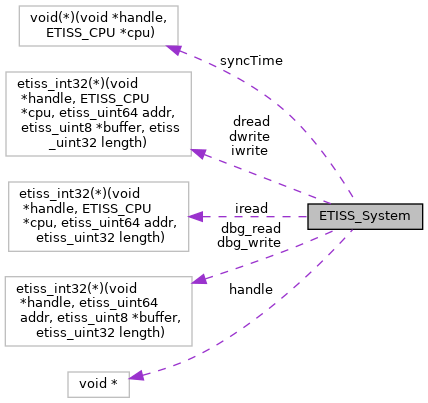 void(*)(void *handle,
ETISS_CPU *cpu)
syncTime
etiss_int32(*)(void
*handle, ETISS_CPU
*cpu, etiss_uint64 addr,
etiss_uint8 *buffer, etiss
_uint32 length)
dread
dwrite
iwrite
etiss_int32(*)(void
*handle, ETISS_CPU
*cpu, etiss_uint64 addr,
etiss_uint32 length)
iread
ETISS_System
dbg_read
dbg_write
etiss_int32(*)(void
*handle, etiss_uint64
addr, etiss_uint8 *buffer,
etiss_uint32 length)
handle
void *